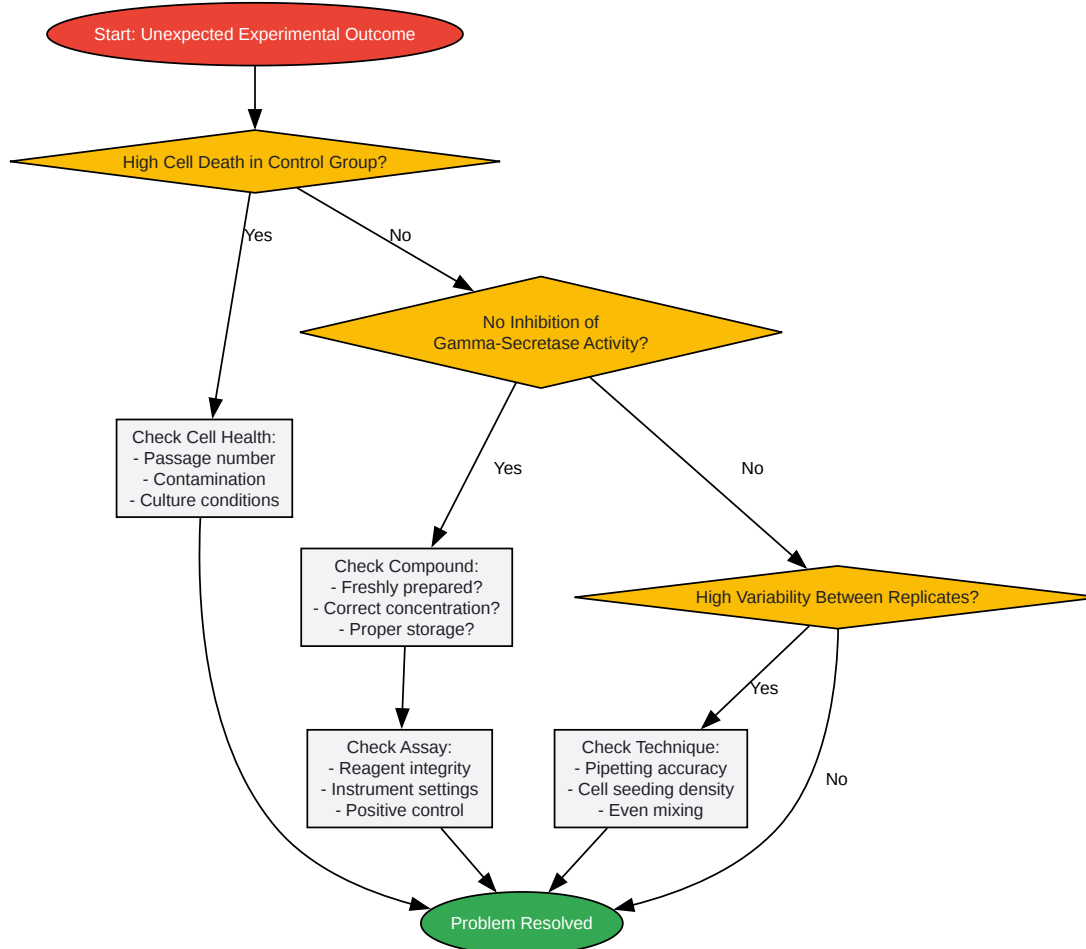 Start: Unexpected Experimental Outcome
High Cell Death in Control Group?
Yes
No
No Inhibition of
Gamma-Secretase Activity?
Check Cell Health:
- Passage number
- Contamination
- Culture conditions
Yes
No
Check Compound:
- Freshly prepared?
- Correct concentration?
- Proper storage?
High Variability Between Replicates?
Yes
No
Check Assay:
- Reagent integrity
- Instrument settings
- Positive control
Check Technique:
- Pipetting accuracy
- Cell seeding density
- Even mixing
Problem Resolved